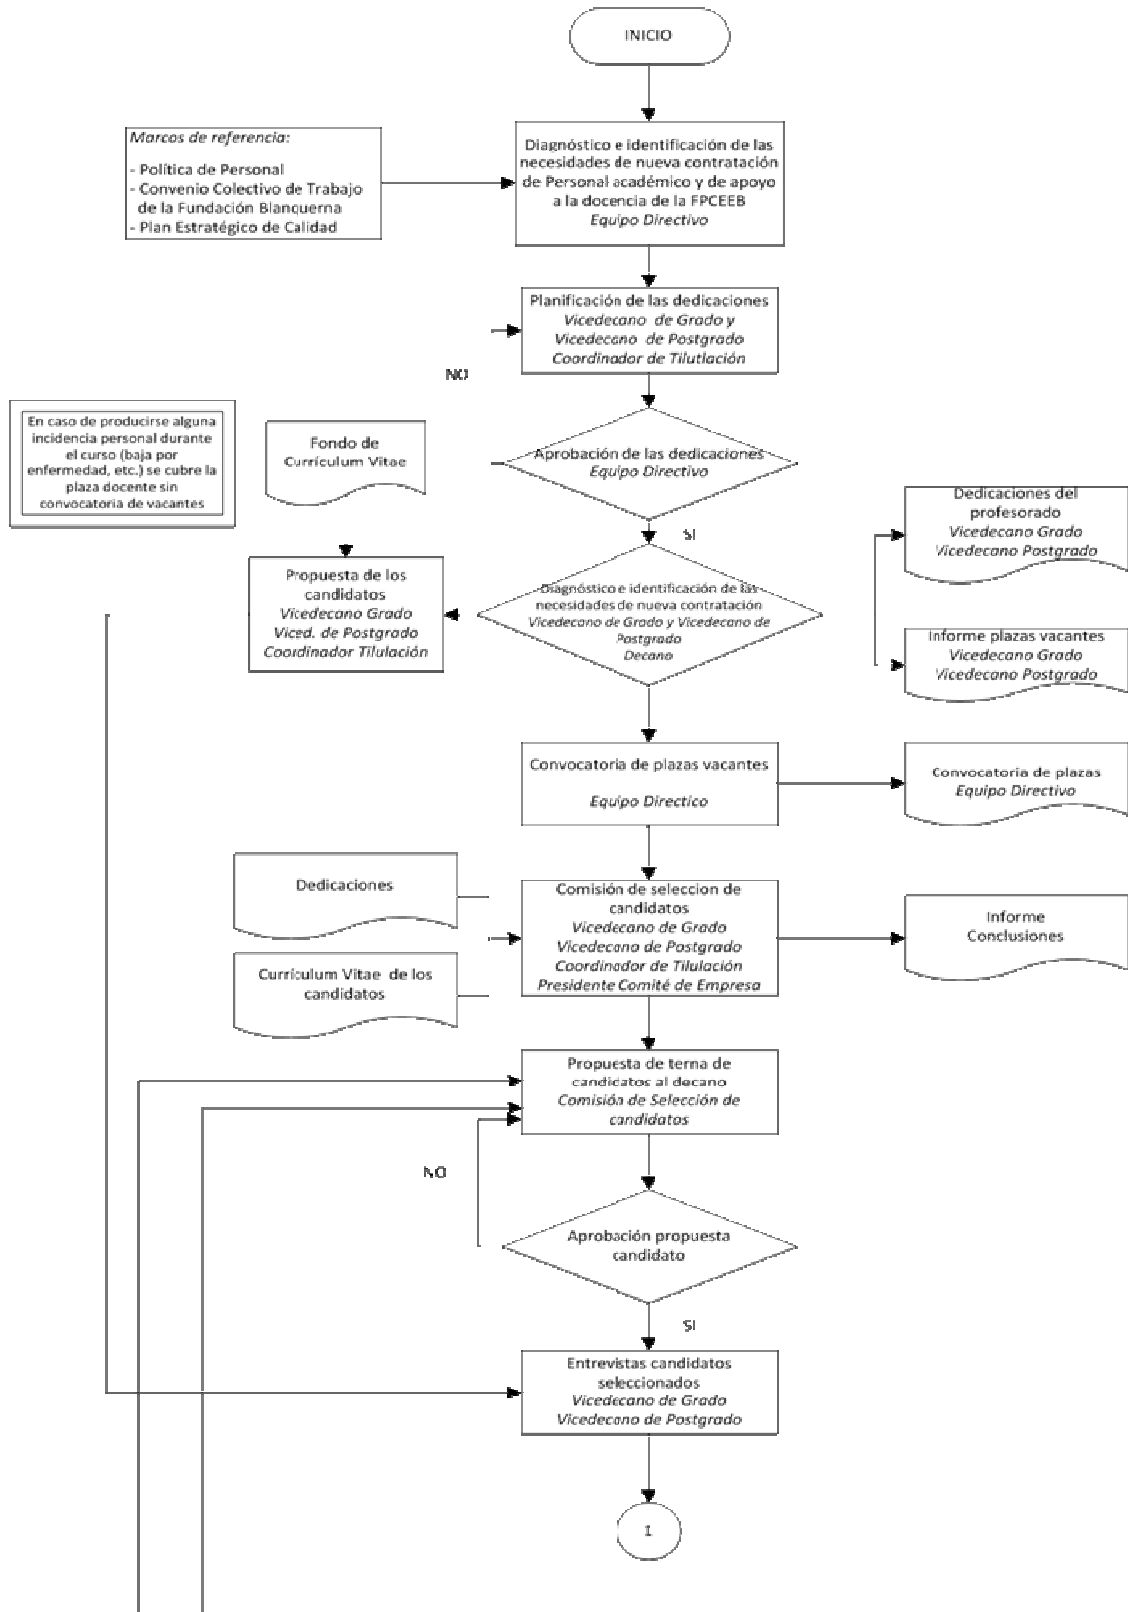 INICIO
Marcos de referencia:
- Política de Personal
- Convenio Colectivo de Trabajo
de la Fundación Blanquerna
- Plan Estratégico de Calidad
Diagnóstico e identificación de las
necesidades de nueva contratación
de Personal académico y de apoyo
a la docencia de la FPCEEB
Equipo Directivo
Planificación de las dedicaciones
Vicedecano de Grado y
Vicedecano de Postgrado
Coordinador de Tilutlación
NO
En caso de producirse alguna
incidencia personal durante
el curso (baja por
enfermedad, etc.) se cubre la
plaza docente sin
convocatoria de vacantes
Fondo de
Currículum Vitae
Aprobación de las dedicaciones
Equipo Directivo
SI
Dedicaciones del
profesorado
Vicedecano Grado
Vicedecano Postgrado
Propuesta de los
candidatos
Vicedecano Grado
Viced. de Postgrado
Coordinador Tilulación
Diagnóstico e identificación de las
necesidades de nueva contratación
Vicedecano de Grado y Vicedecano de
Postgrado
Decano
Informe plazas vacantes
Vicedecano Grado
Vicedecano Postgrado
Convocatoria de plazas vacantes
Equipo Directico
Convocatoria de plazas
Equipo Directivo
Dedicaciones
Comisión de seleccion de
candidatos
Vicedecano de Grado
Vicedecano de Postgrado
Coordinador de Tilulación
Presidente Comité de Empresa
Informe
Conclusiones
Currículum Vitae de los
candidatos
Propuesta de terna de
candidatos al decano
Comisión de Selección de
candidatos
NO
Aprobación propuesta
candidato
SI
Entrevistas candidatos
seleccionados
Vicedecano de Grado
Vicedecano de Postgrado
1